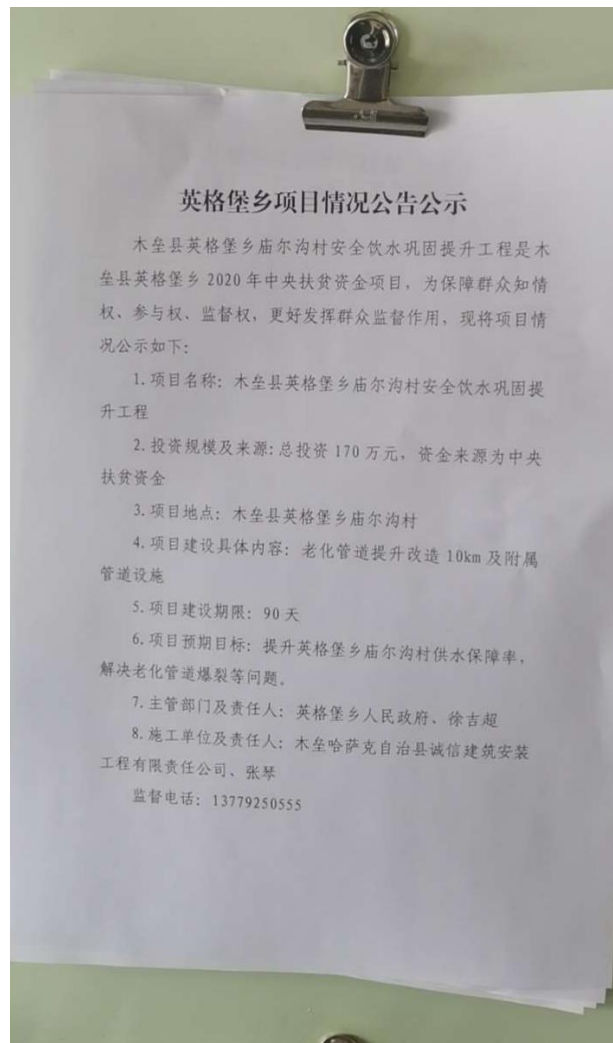 英格堡乡项目情况公告公示
木垒县英格堡乡庙尔沟村安全饮水巩固提升工程是木
垒县英格堡乡 2020 年中央扶贫资金项目，为保障群众知情
权、参与权、监督权，更好发挥群众监督作用，现将项目情
况公示如下：
1.项目名称：木垒县英格堡乡庙尔沟村安全饮水巩固提
升工程
2.投资规模及来源:总投资 170 万元，资金来源为中央
扶贫资金
3.项目地点：木垒县英格堡乡庙尔沟村
4.项目建设具体内容：老化管道提升改造 10km 及附属
管道设施
5.项目建设期限：90 天
6.项目预期目标：提升英格堡乡庙尔沟村供水保障率，
解决老化管道爆裂等问题。
7.主管部门及责任人：英格堡乡人民政府、徐吉超
8.施工单位及责任人：木垒哈萨克自治县诚信建筑安装
工程有限责任公司、张琴
监督电话：13779250555